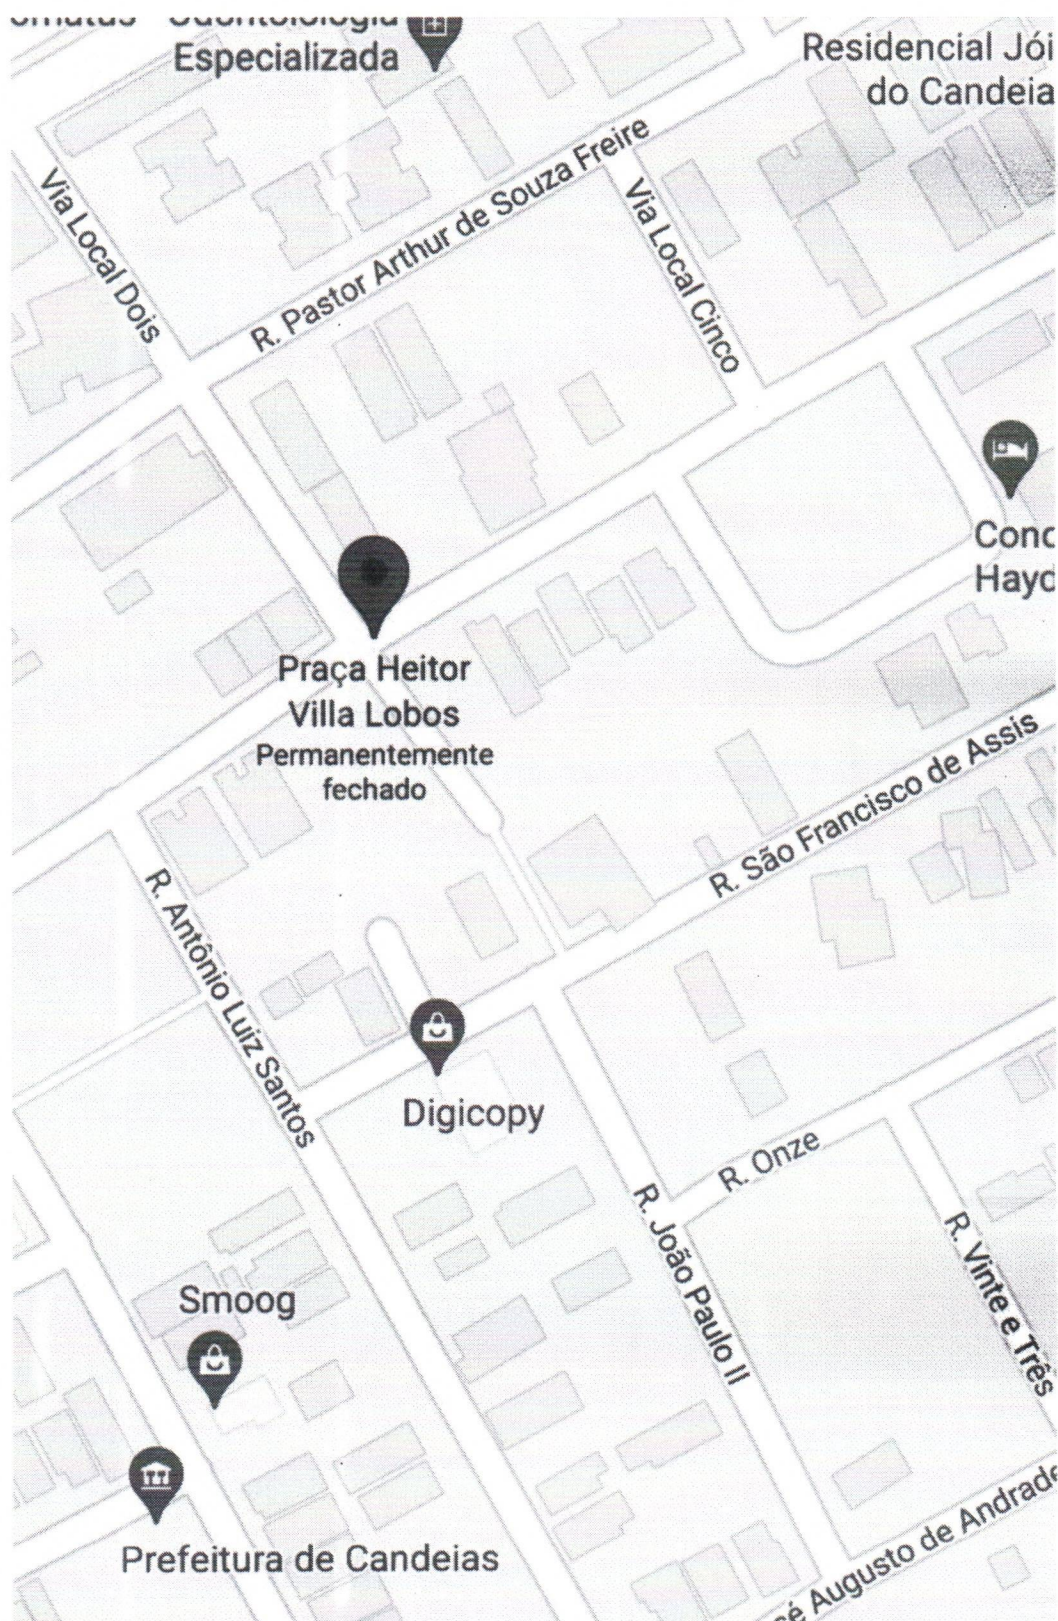 Odontolologia
Especializada
Residencial Jói
do Candeia
R. Pastor Arthur de Souza Freire
Via Local Dois
Via Local Cinco
Conc
Hayd
Praça Heitor
Villa Lobos
Permanentemente
fechado
R. São Francisco de Assis
R. Antônio Luiz Santos
Digicopy
R. Onze
R. João Paulo II
R. Vinte e Três
Smoog
Prefeitura de Candeias
sé Augusto de Andrade